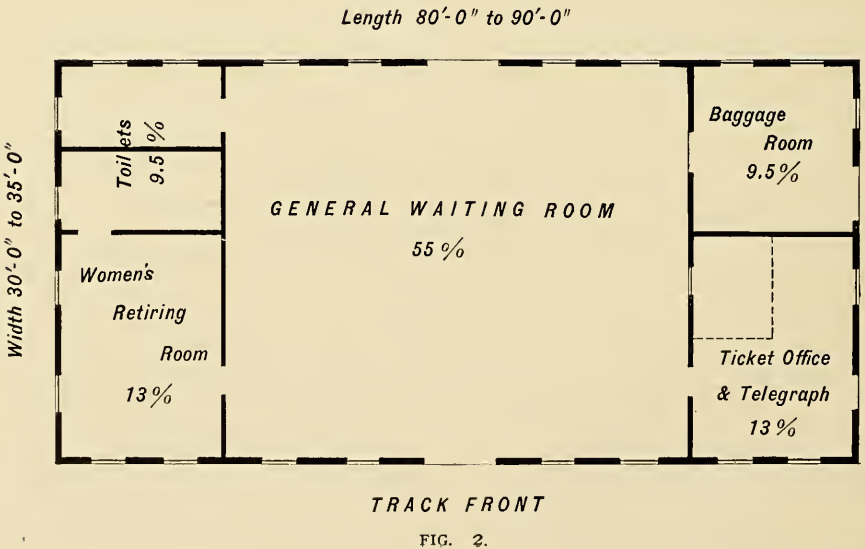 Length 80'-0" to 90'-0"
Width 30'-0" to 35'-0"
Toilets
9.5 %
Women's
Retiring
Room
13 %
GENERAL WAITING ROOM
55 %
Baggage
Room
9.5%
Ticket Office
& Telegraph
13 %
TRACK FRONT
FIG. 2.